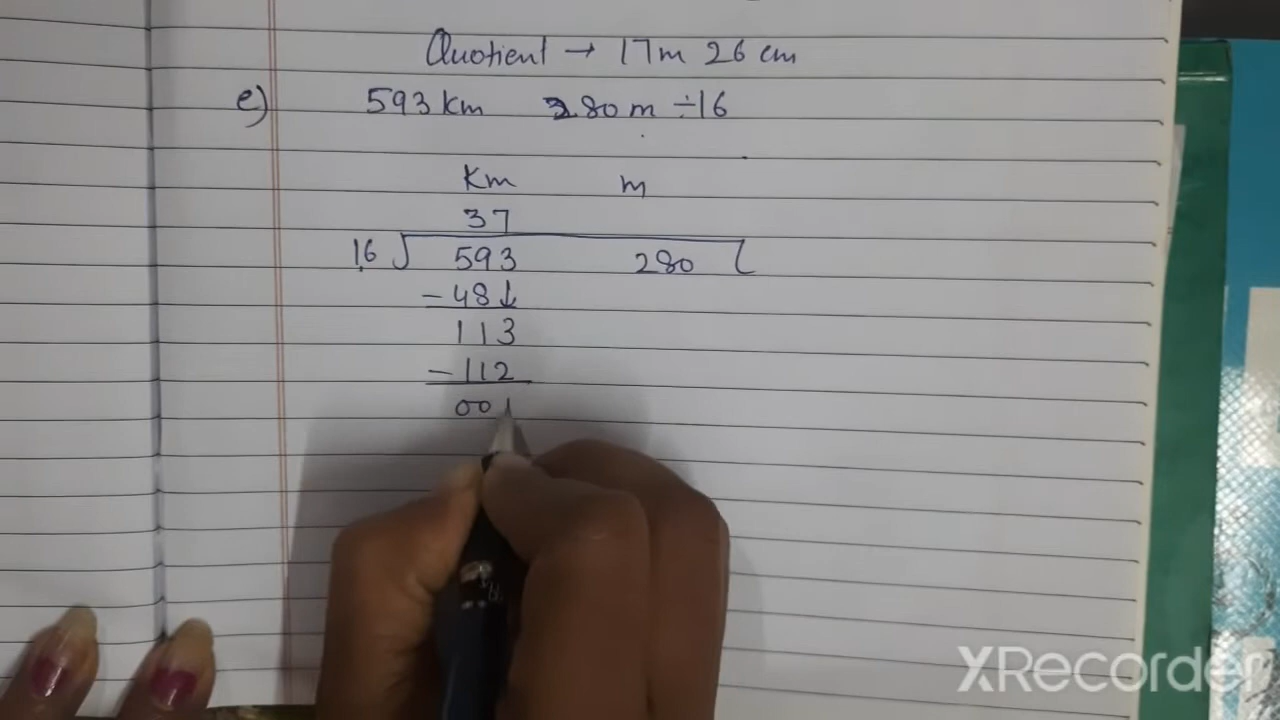 Quotient → 17m 26 cm
e) 593 km 280 m ÷16
Km m
37
16 593 280
-48↓
113
-112
001
XRecorder